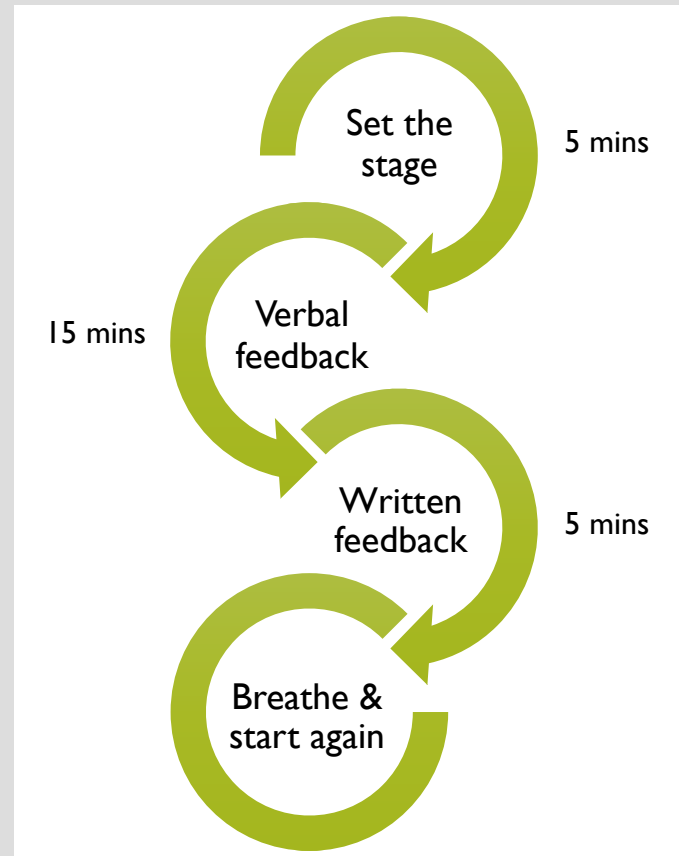 Set the
stage
5 mins
15 mins
Verbal
feedback
Written
feedback
5 mins
Breathe &
start again